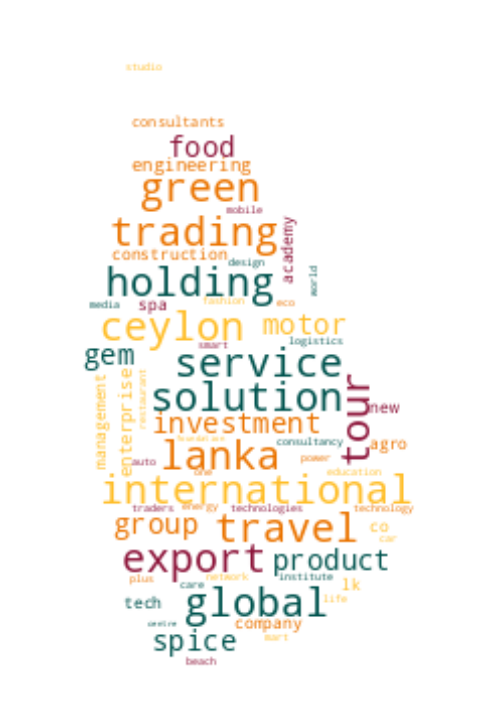 studio
consultants
food
engineering
green
mobile
trading
academy
construction
design
holding
world
media
spa
fashion
eco
ceylon
motor
logistics
smart
gem
service
management
enterprise
restaurant
solution
tour
new
investment
foundation
consultancy
agro
lanka
auto
power
one
education
international
traders
energy
technologies
technology
group
travel
co
car
export
product
plus
network
institute
care
lk
tech
global
life
centre
company
spice
mart
beach